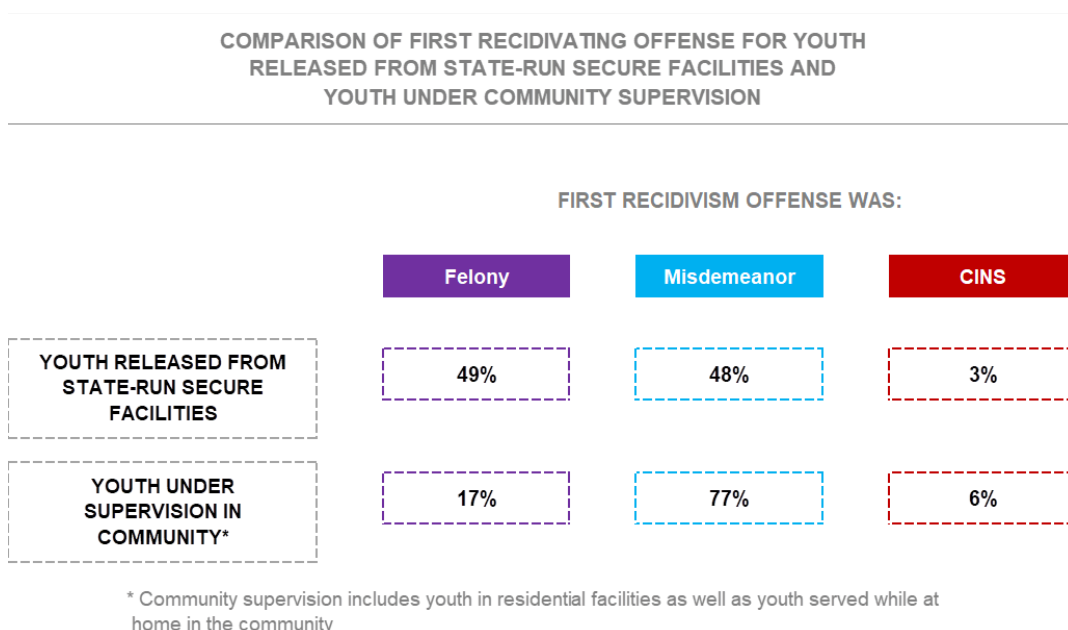 COMPARISON OF FIRST RECIDIVATING OFFENSE FOR YOUTH
RELEASED FROM STATE-RUN SECURE FACILITIES AND
YOUTH UNDER COMMUNITY SUPERVISION
FIRST RECIDIVISM OFFENSE WAS:
Felony Misdemeanor CINS
YOUTH RELEASED FROM
STATE-RUN SECURE
FACILITIES
49% 48% 3%
YOUTH UNDER
SUPERVISION IN
COMMUNITY*
17% 77% 6%
* Community supervision includes youth in residential facilities as well as youth served while at
home in the community